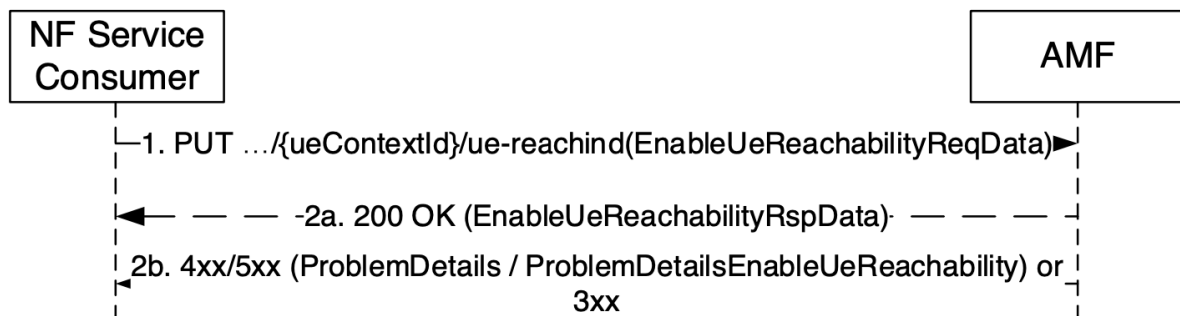 NF Service
Consumer
AMF
1. PUT …/{ueContextId}/ue-reachind(EnableUeReachabilityReqData)
2a. 200 OK (EnableUeReachabilityRspData)
2b. 4xx/5xx (ProblemDetails / ProblemDetailsEnableUeReachability) or
3xx